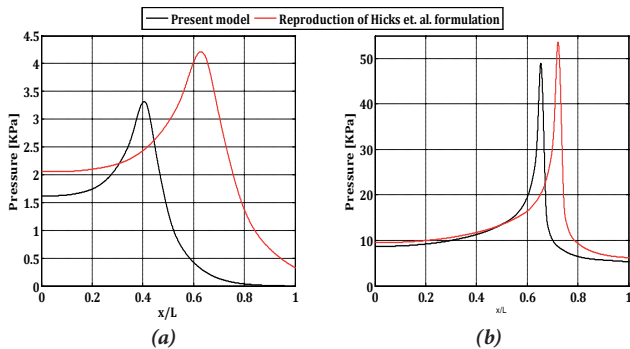 Present model
Reproduction of Hicks et. al. formulation
Pressure [KPa]
4.5
4
3.5
3
2.5
2
1.5
1
0.5
0
0 0.2 0.4 0.6 0.8 1
x/L
(a)
Pressure [KPa]
50
40
30
20
10
0
0 0.2 0.4 0.6 0.8 1
x/L
(b)